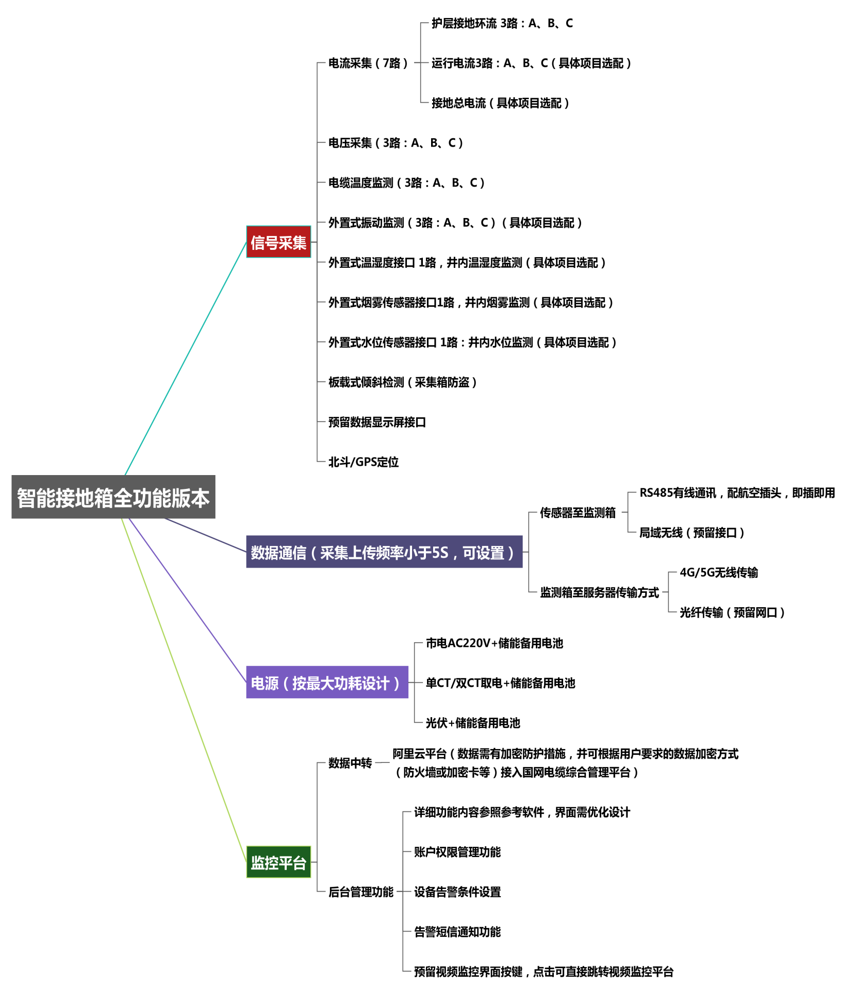 智能接地箱全功能版本
信号采集
电流采集（7路）
护层接地环流 3路：A、B、C
运行电流3路：A、B、C（具体项目选配）
接地总电流（具体项目选配）
电压采集（3路：A、B、C）
电缆温度监测（3路：A、B、C）
外置式振动监测（3路：A、B、C）（具体项目选配）
外置式温湿度接口 1路，井内温湿度监测（具体项目选配）
外置式烟雾传感器接口1路，井内烟雾监测（具体项目选配）
外置式水位传感器接口 1路：井内水位监测（具体项目选配）
板载式倾斜检测（采集箱防盗）
预留数据显示屏接口
北斗/GPS定位
数据通信（采集上传频率小于5S，可设置）
传感器至监测箱
RS485有线通讯，配航空插头，即插即用
局域无线（预留接口）
监测箱至服务器传输方式
4G/5G无线传输
光纤传输（预留网口）
电源（按最大功耗设计）
市电AC220V+储能备用电池
单CT/双CT取电+储能备用电池
光伏+储能备用电池
监控平台
数据中转
阿里云平台（数据需有加密防护措施，并可根据用户要求的数据加密方式
（防火墙或加密卡等）接入国网电缆综合管理平台）
后台管理功能
详细功能内容参照参考软件，界面需优化设计
账户权限管理功能
设备告警条件设置
告警短信通知功能
预留视频监控界面按键，点击可直接跳转视频监控平台